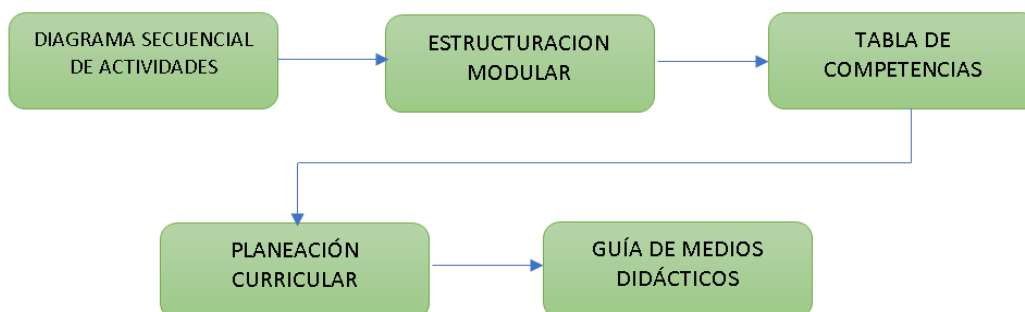 DIAGRAMA SECUENCIAL
DE ACTIVIDADES
ESTRUCTURACION
MODULAR
TABLA DE
COMPETENCIAS
PLANEACIÓN
CURRICULAR
GUÍA DE MEDIOS
DIDÁCTICOS